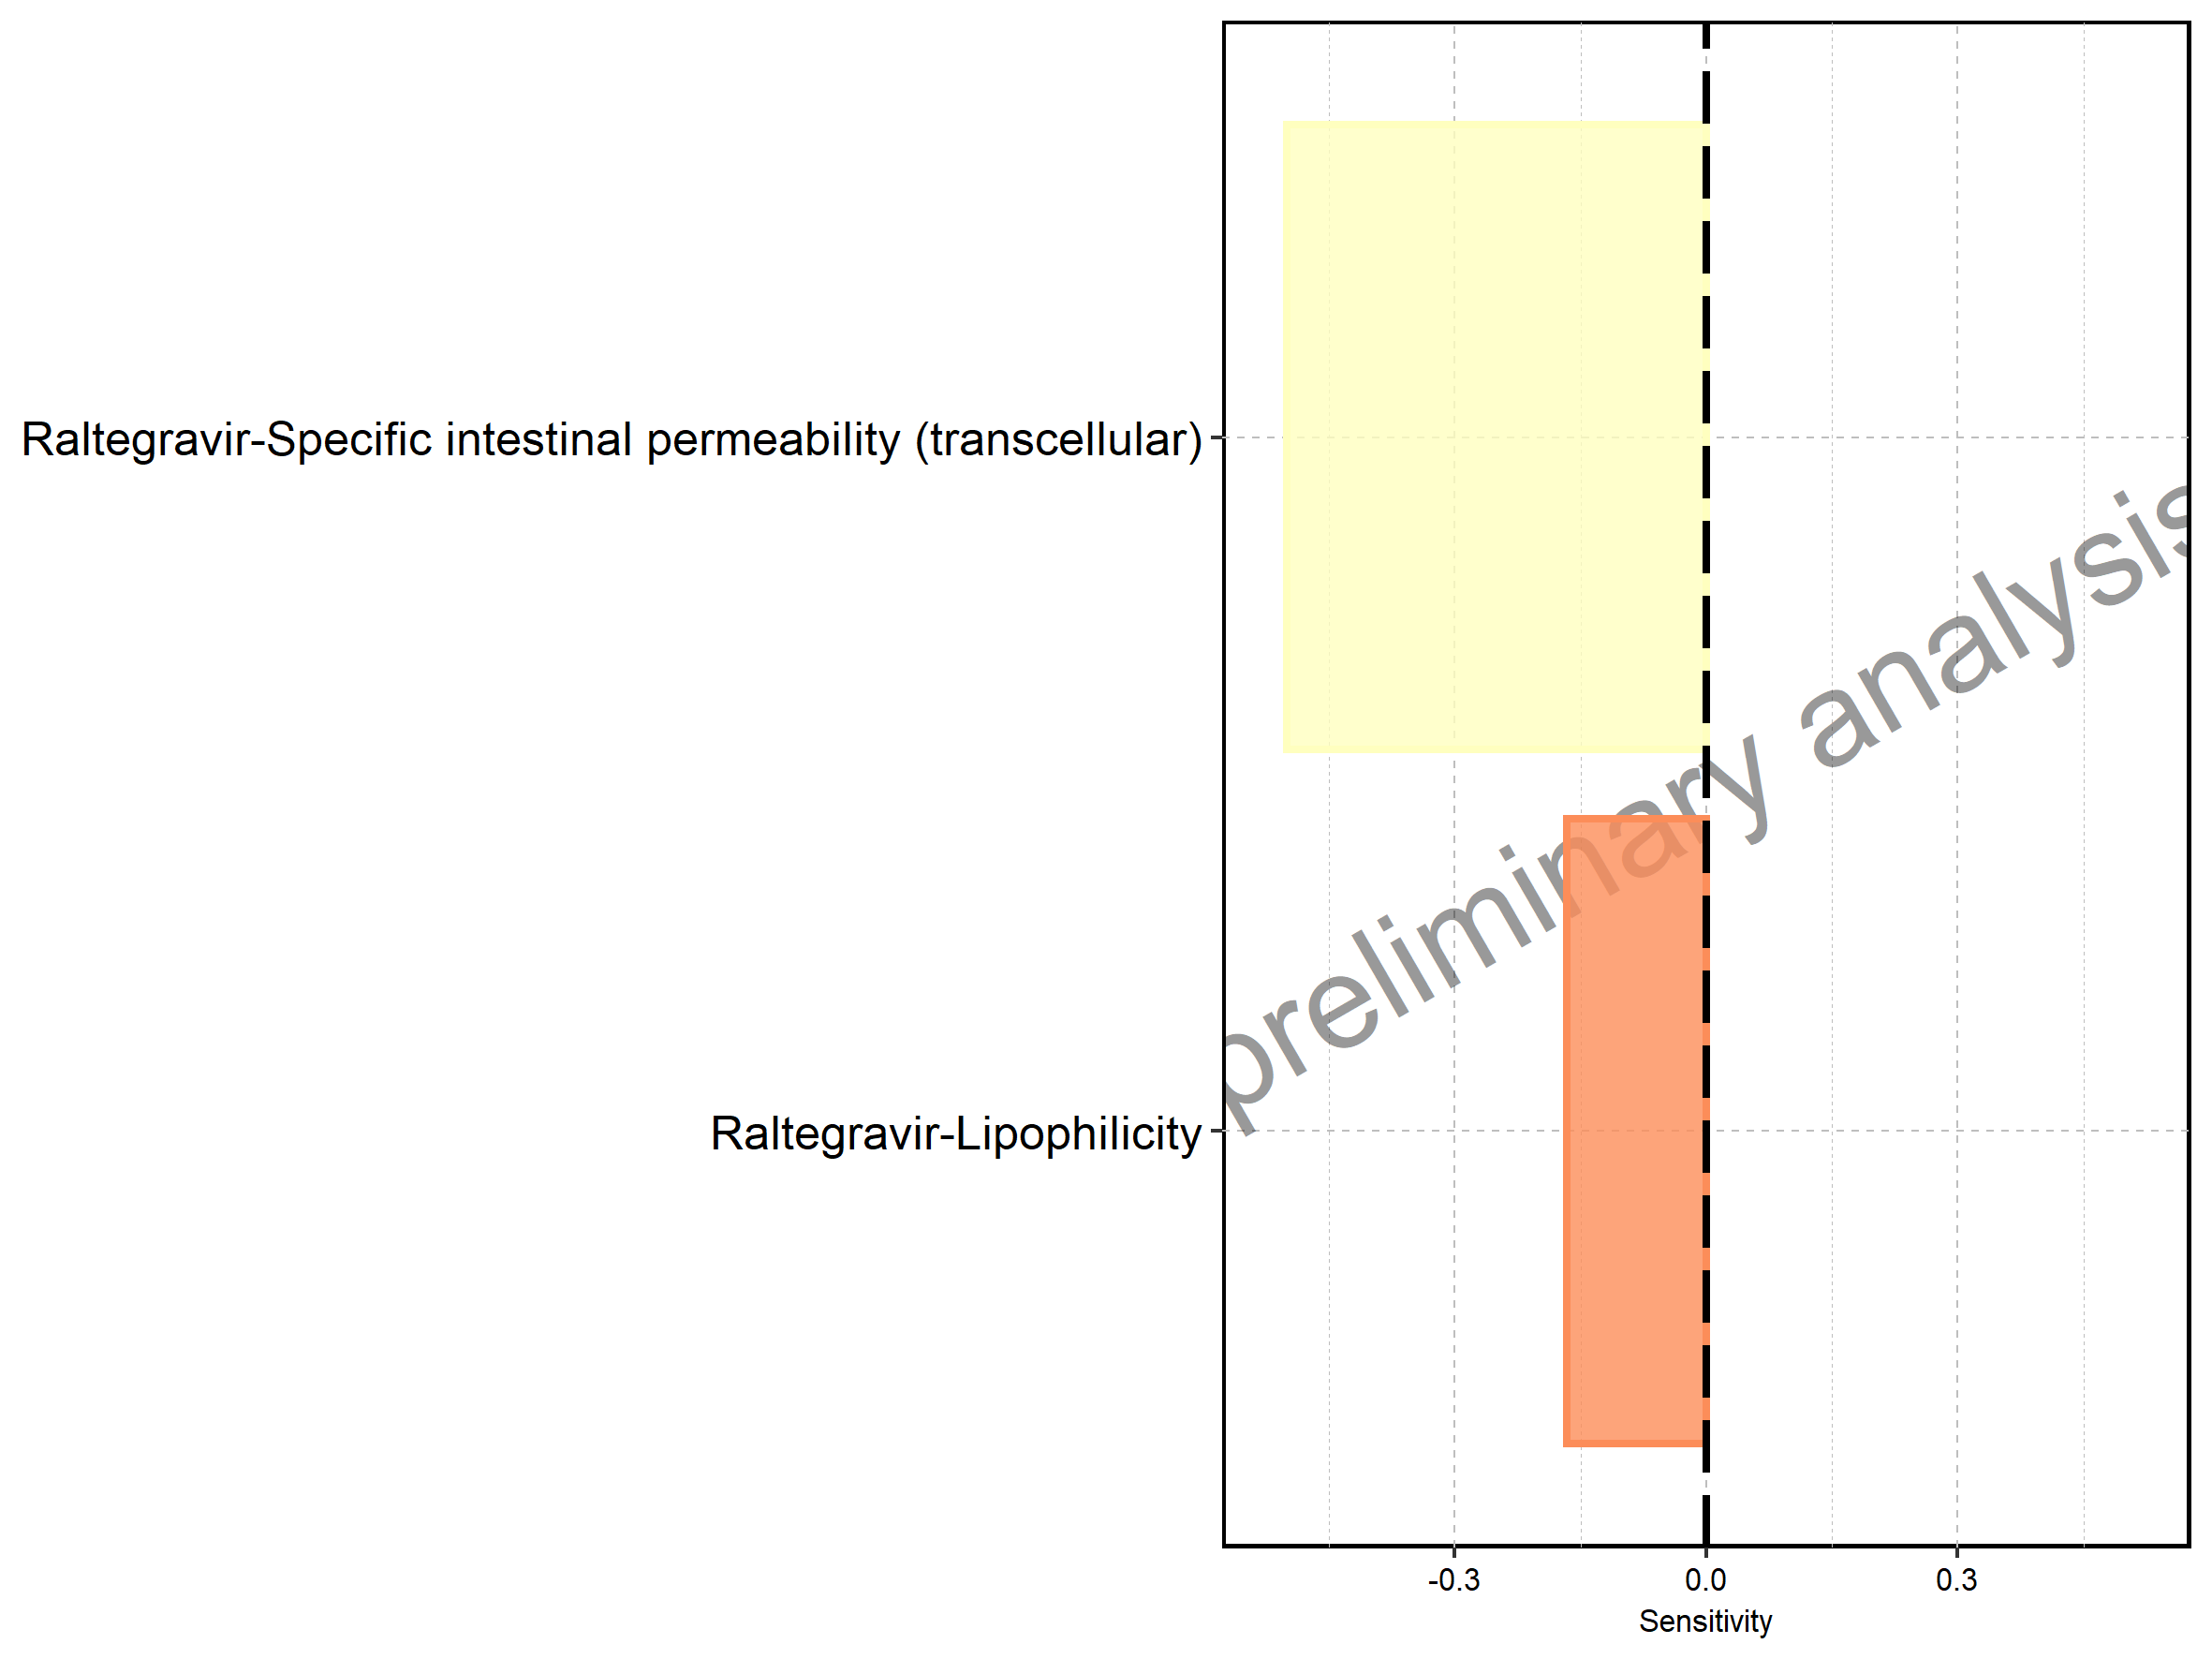 Raltegravir-Specific intestinal permeability (transcellular)
preliminary analysis
Raltegravir-Lipophilicity
-0.3 0.0 0.3
Sensitivity